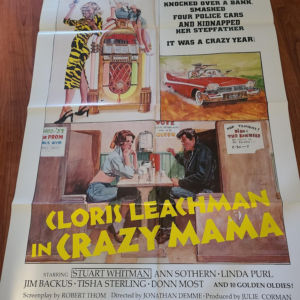 KNOCKED OVER A BANK,
SMASHED
FOUR POLICE CARS
AND KIDNAPPED
HER STEPFATHER
IT WAS A CRAZY YEAR!
CLORIS LEACHMAN
IN CRAZY MAMA
STARRING STUART WHITMAN · ANN SOTHERN · LINDA PURL
JIM BACKUS · TISHA STERLING · DONN MOST AND 10 GOLDEN OLDIES!
Screenplay by ROBERT THOM Directed by JONATHAN DEMME · Produced by JULIE CORMAN